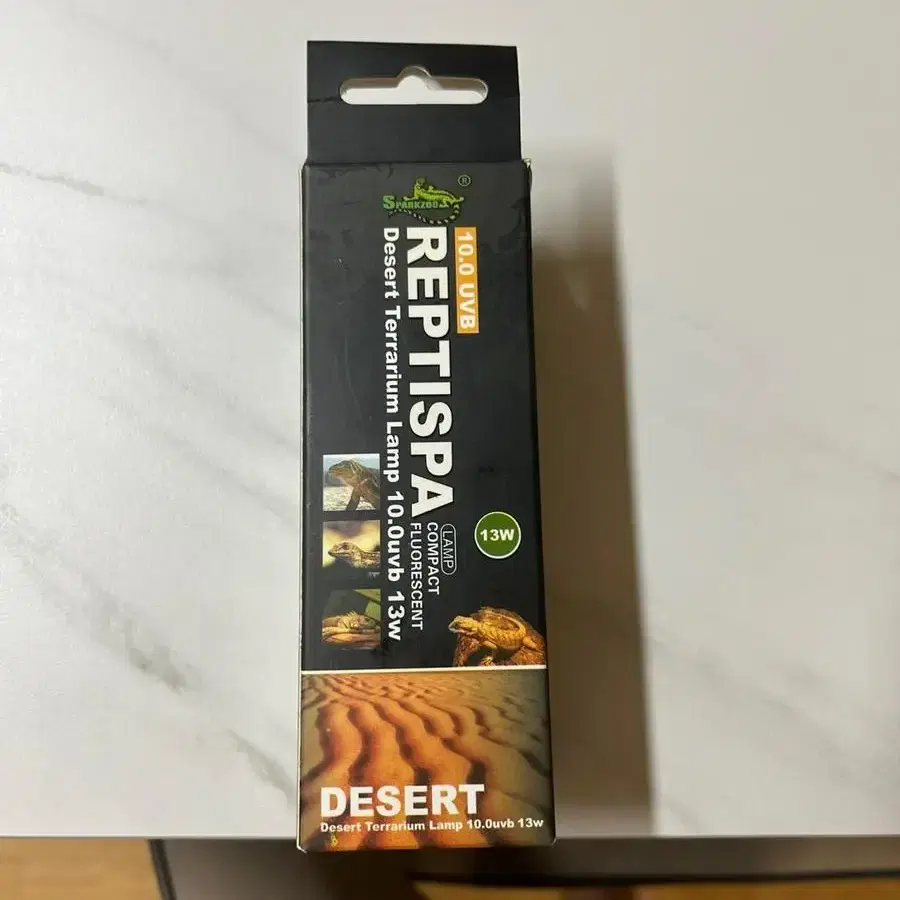 SPARKZOO
®
10.0 UVB
REPTISPA
LAMP
COMPACT
FLUORESCENT
Desert Terrarium Lamp 10.0uvb 13w
13W
DESERT
Desert Terrarium Lamp 10.0uvb 13w